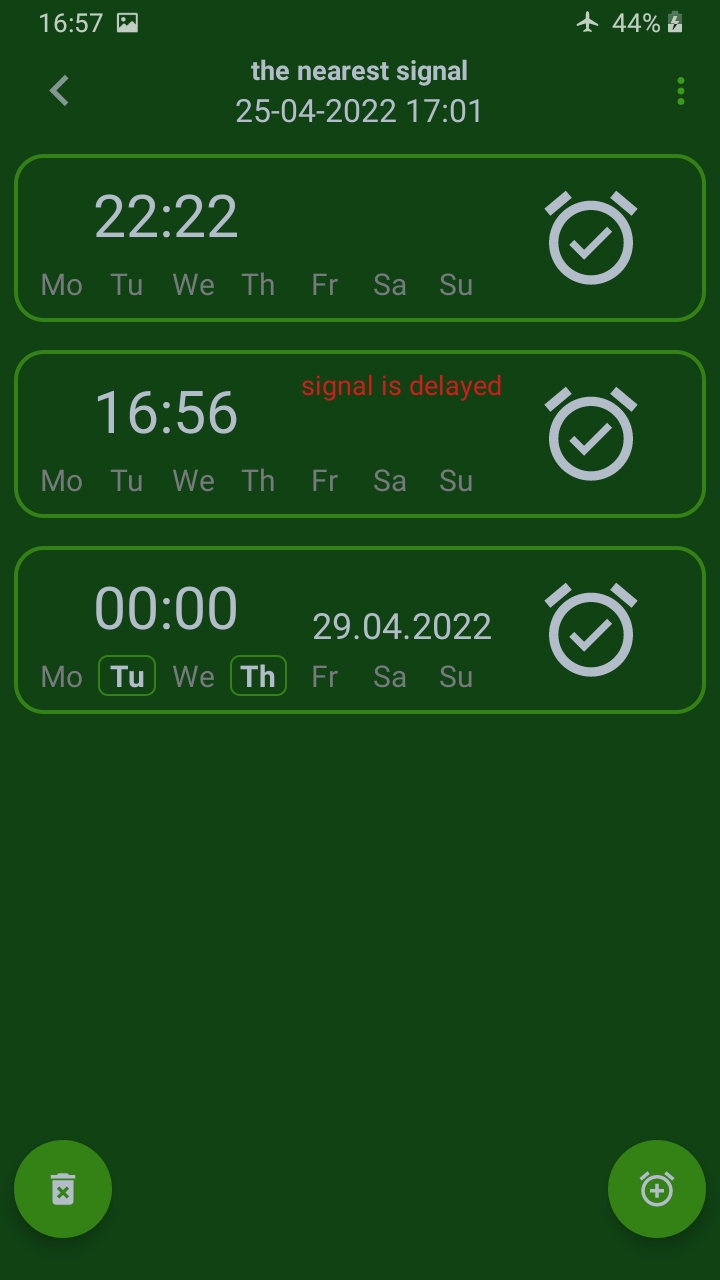 16:57 44%
the nearest signal
25-04-2022 17:01
22:22
Mo Tu We Th Fr Sa Su
signal is delayed
16:56
Mo Tu We Th Fr Sa Su
00:00 29.04.2022
Mo Tu We Th Fr Sa Su